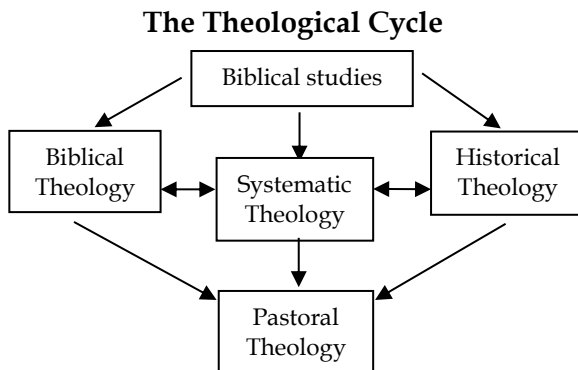 The Theological Cycle
Biblical studies
Biblical
Theology
Systematic
Theology
Historical
Theology
Pastoral
Theology